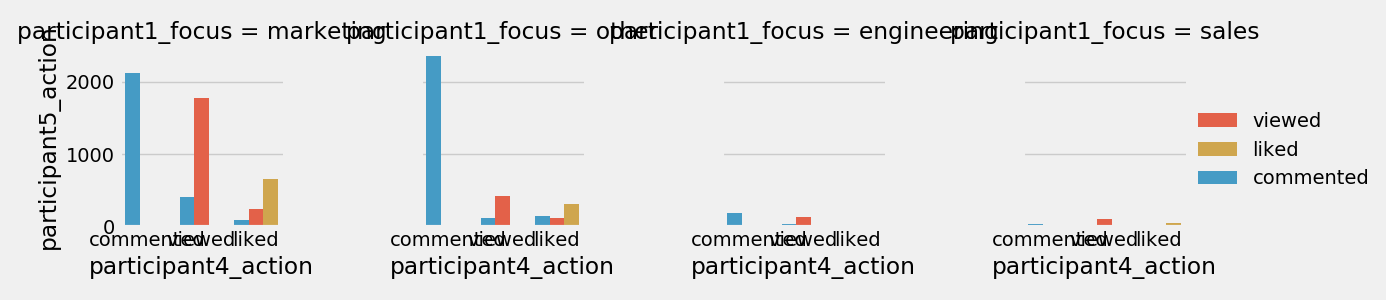 participant1_focus = marketing
participant1_focus = other
participant1_focus = engineering
participant1_focus = sales
participant5_action
2000
1000
0
commented
viewed
liked
commented
viewed
liked
commented
viewed
liked
commented
viewed
liked
participant4_action
participant4_action
participant4_action
participant4_action
viewed
liked
commented